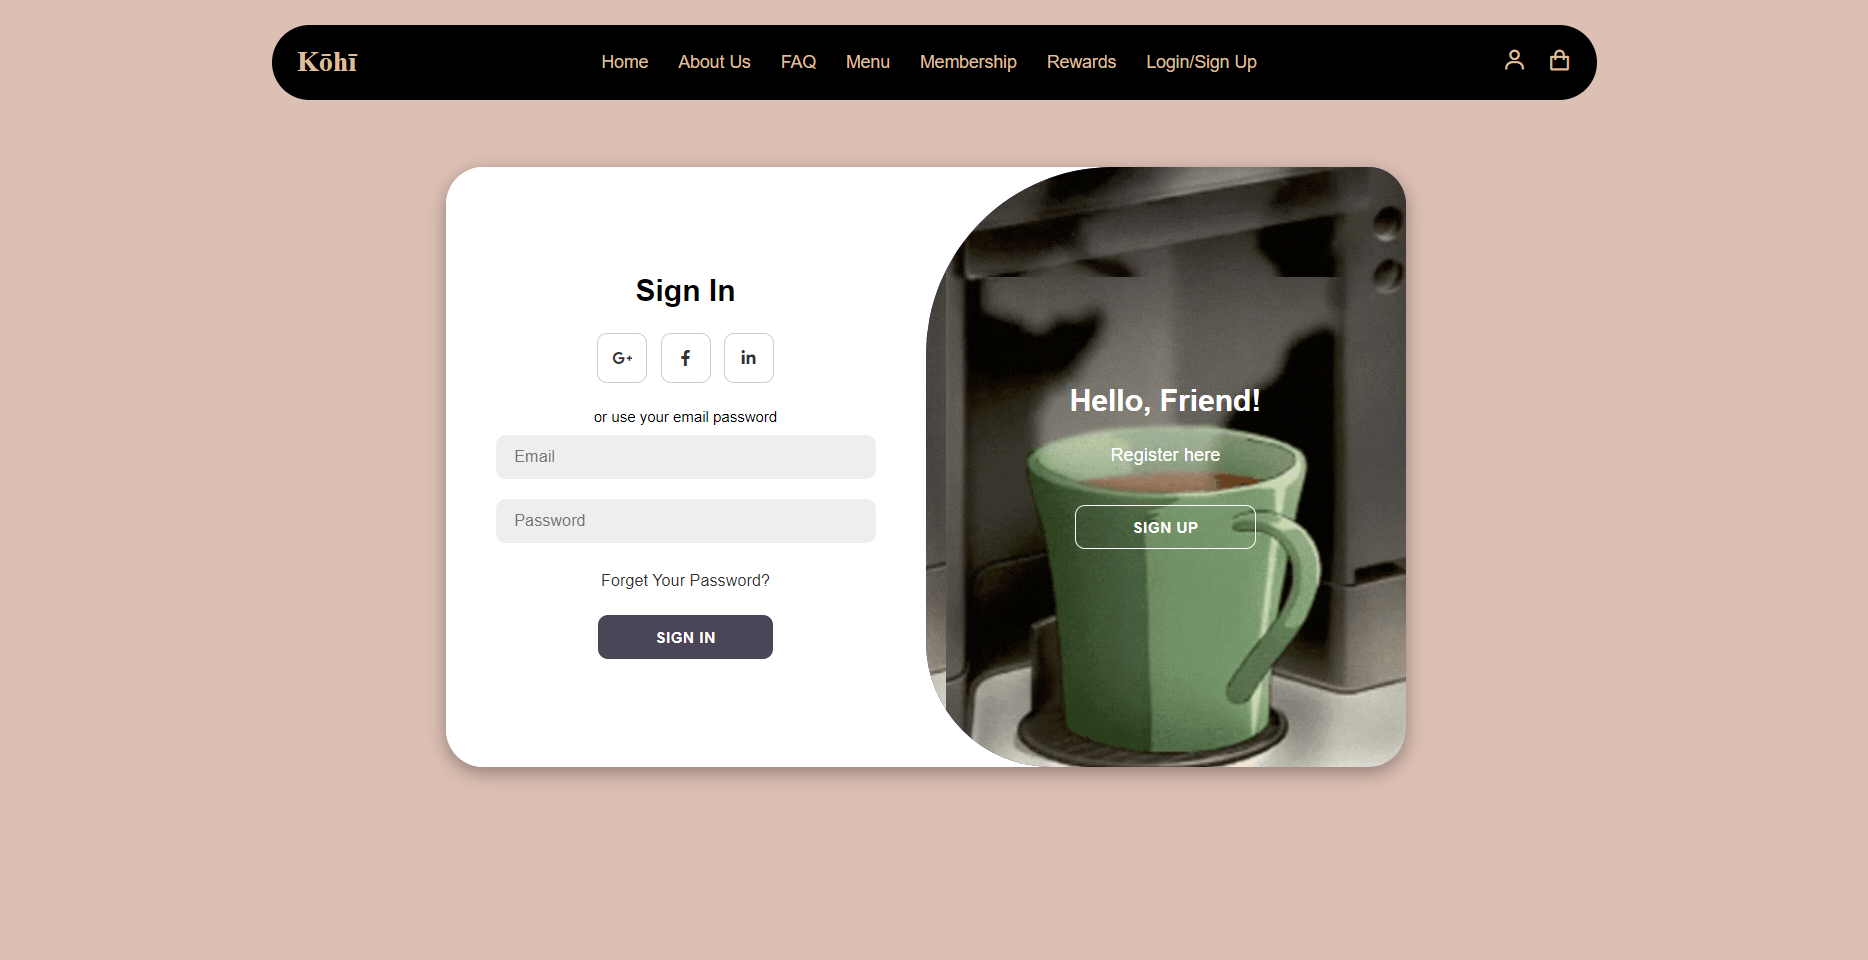 Kōhī
Home About Us FAQ Menu Membership Rewards Login/Sign Up
Sign In
G+ f in
or use your email password
Email
Password
Forget Your Password?
SIGN IN
Hello, Friend!
Register here
SIGN UP